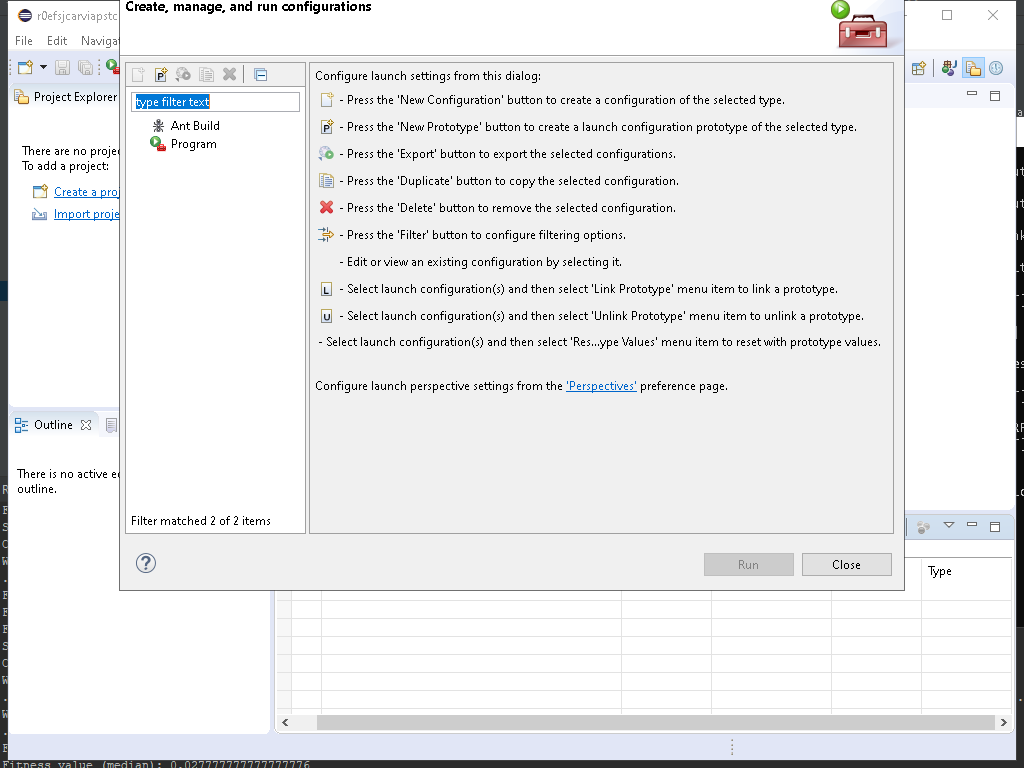 Create, manage, and run configurations
r0efsjcarviapstc
File Edit Naviga
Project Explorer
type filter text
Ant Build
Program
Filter matched 2 of 2 items
Configure launch settings from this dialog:
- Press the 'New Configuration' button to create a configuration of the selected type.
- Press the 'New Prototype' button to create a launch configuration prototype of the selected type.
- Press the 'Export' button to export the selected configurations.
- Press the 'Duplicate' button to copy the selected configuration.
- Press the 'Delete' button to remove the selected configuration.
- Press the 'Filter' button to configure filtering options.
- Edit or view an existing configuration by selecting it.
L - Select launch configuration(s) and then select 'Link Prototype' menu item to link a prototype.
U - Select launch configuration(s) and then select 'Unlink Prototype' menu item to unlink a prototype.
- Select launch configuration(s) and then select 'Res...ype Values' menu item to reset with prototype values.
Configure launch perspective settings from the 'Perspectives' preference page.
Run
Close
There are no projec
To add a project:
Create a proj
Import proje
Outline
There is no active ed
outline.
Type
Fitness value (median): 0.027777777777777776